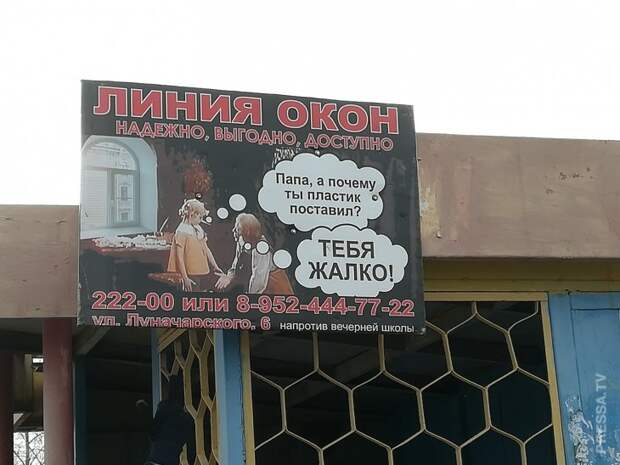 ЛИНИЯ ОКОН
НАДЕЖНО, ВЫГОДНО, ДОСТУПНО
Папа, а почему
ты пластик
поставил?
ТЕБЯ
ЖАЛКО!
222-00 или 8-952-444-77-22
ул. Луначарского, 6 напротив вечерней школы
PRESSA.TV